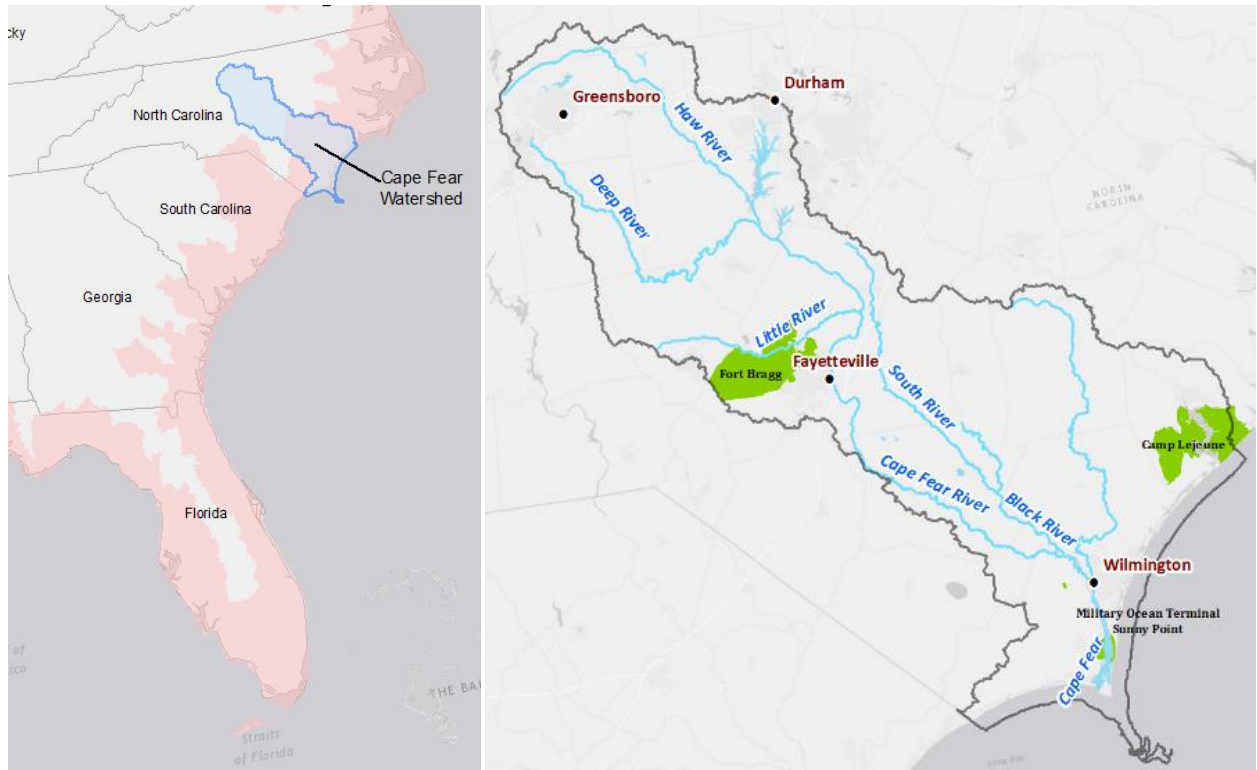 cky
North Carolina
Cape Fear
Watershed
South Carolina
Georgia
Florida
of
ico
THE BA
Straits
of Florida
Durham
Greensboro
Haw River
NORTH
CAROLINA
Deep River
Little River
Fort Bragg
Fayetteville
South River
Camp Lejeune
Cape Fear River
Black River
Wilmington
Military Ocean Terminal
Sunny Point
Cape Fear